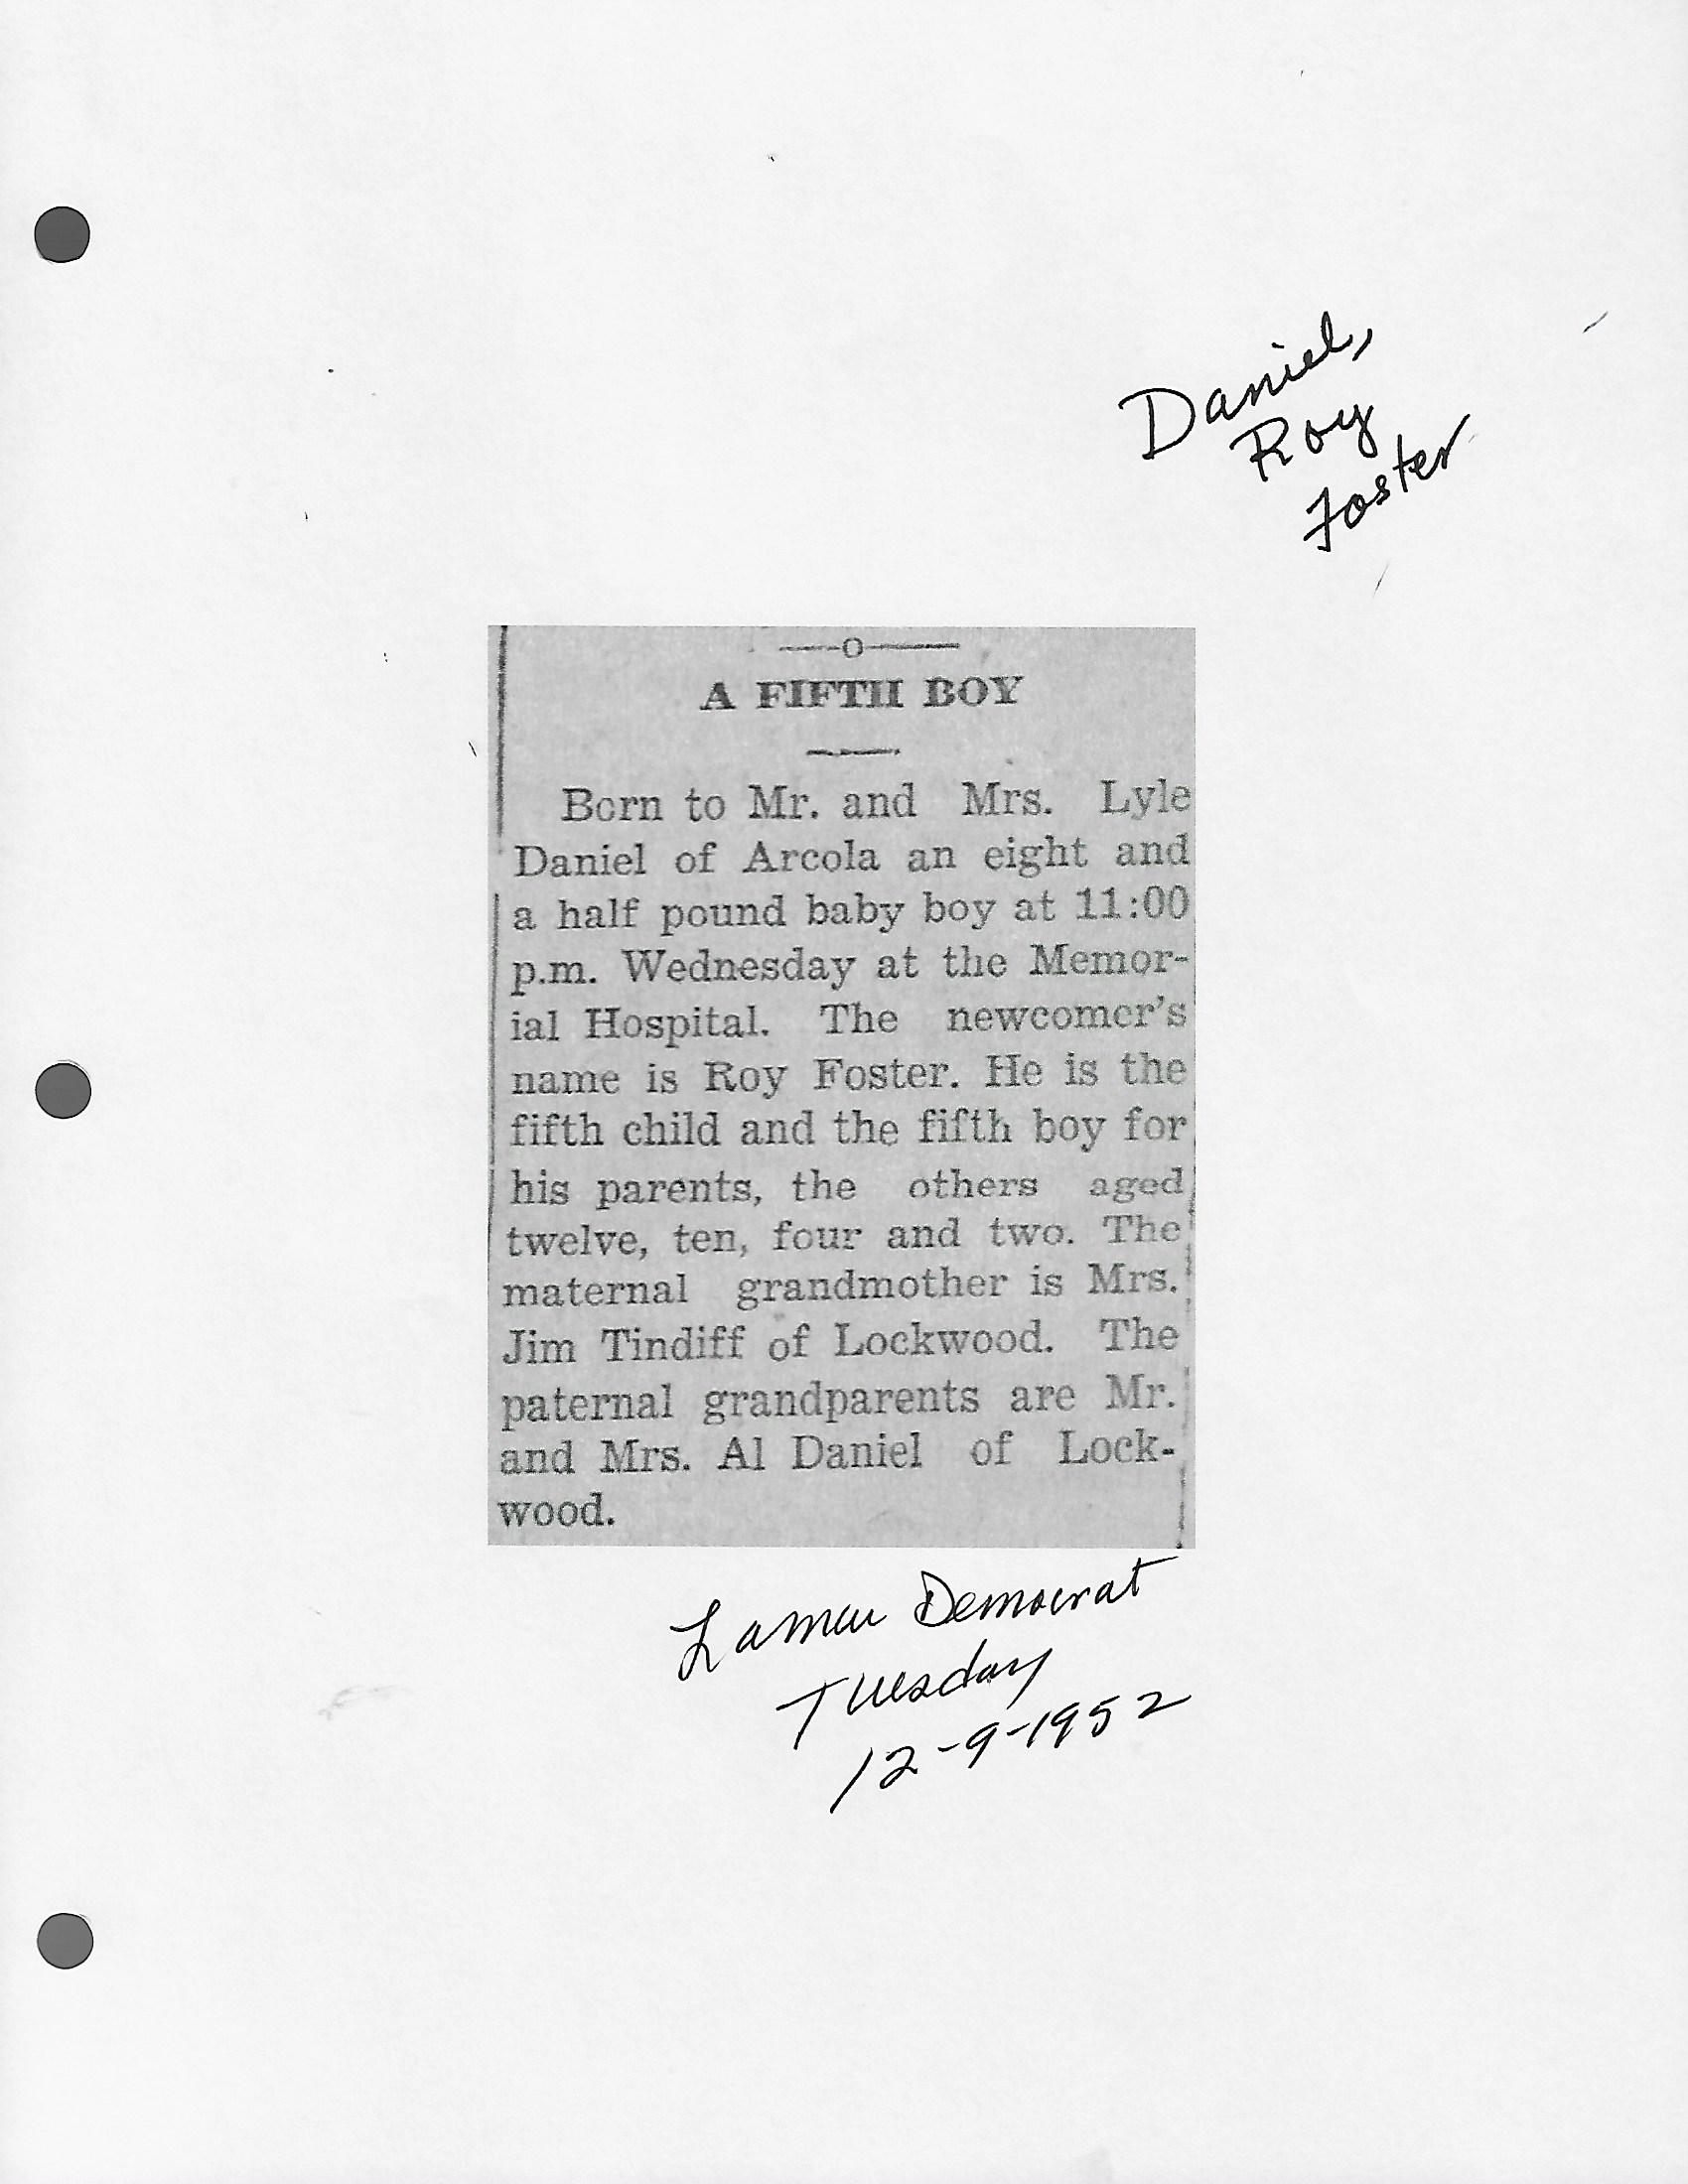 Daniel,
Roy
Foster
A FIFTH BOY
Born to Mr. and Mrs. Lyle
Daniel of Arcola an eight and
a half pound baby boy at 11:00
p.m. Wednesday at the Memor-
ial Hospital. The newcomer's
name is Roy Foster. He is the
fifth child and the fifth boy for
his parents, the others aged
twelve, ten, four and two. The
maternal grandmother is Mrs.
Jim Tindiff of Lockwood. The
paternal grandparents are Mr.
and Mrs. Al Daniel of Lock-
wood.
Lamar Democrat
Tuesday
12-9-1952